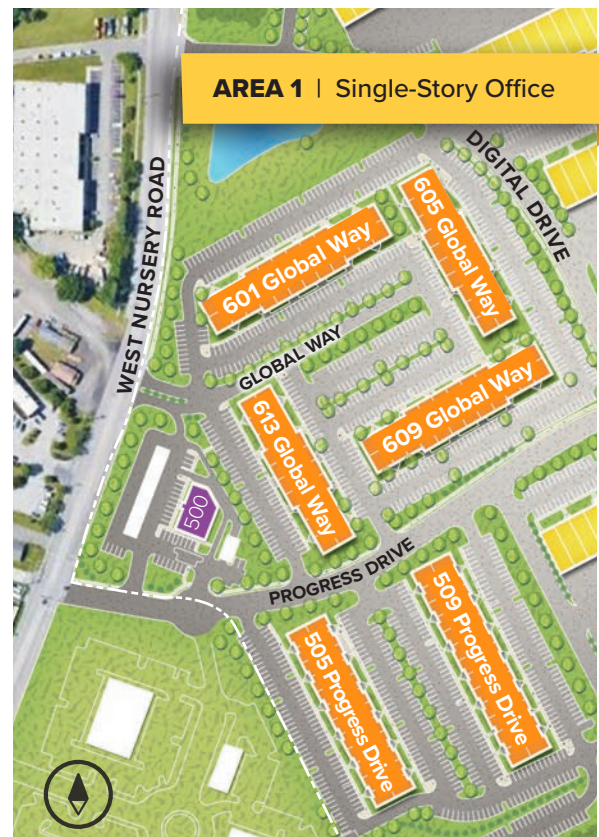 AREA 1 | Single-Story Office
DIGITAL DRIVE
WEST NURSERY ROAD
605 Global Way
601 Global Way
GLOBAL WAY
609 Global Way
613 Global Way
500
PROGRESS DRIVE
509 Progress Drive
505 Progress Drive